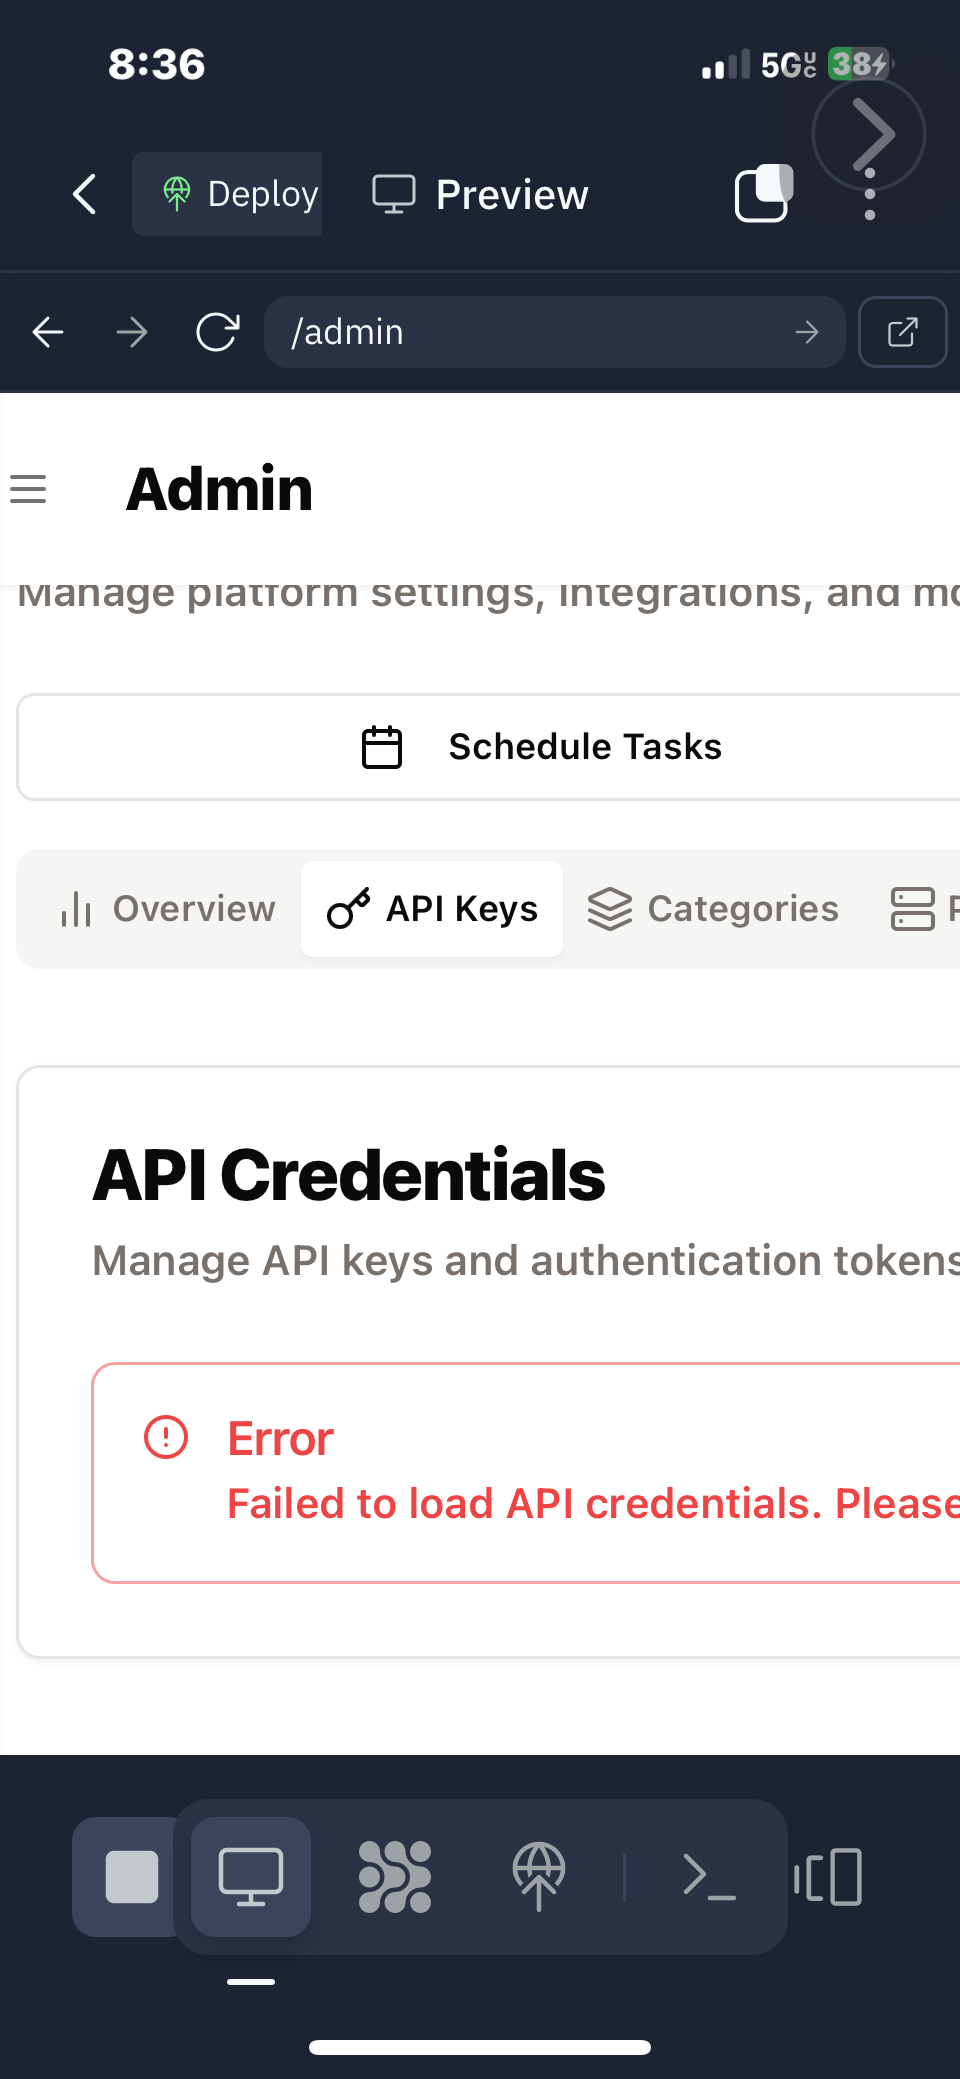 8:36
5G UC 38
Deploy
Preview
/admin
Admin
Manage platform settings, integrations, and mo
Schedule Tasks
Overview
API Keys
Categories
API Credentials
Manage API keys and authentication tokens
Error
Failed to load API credentials. Please